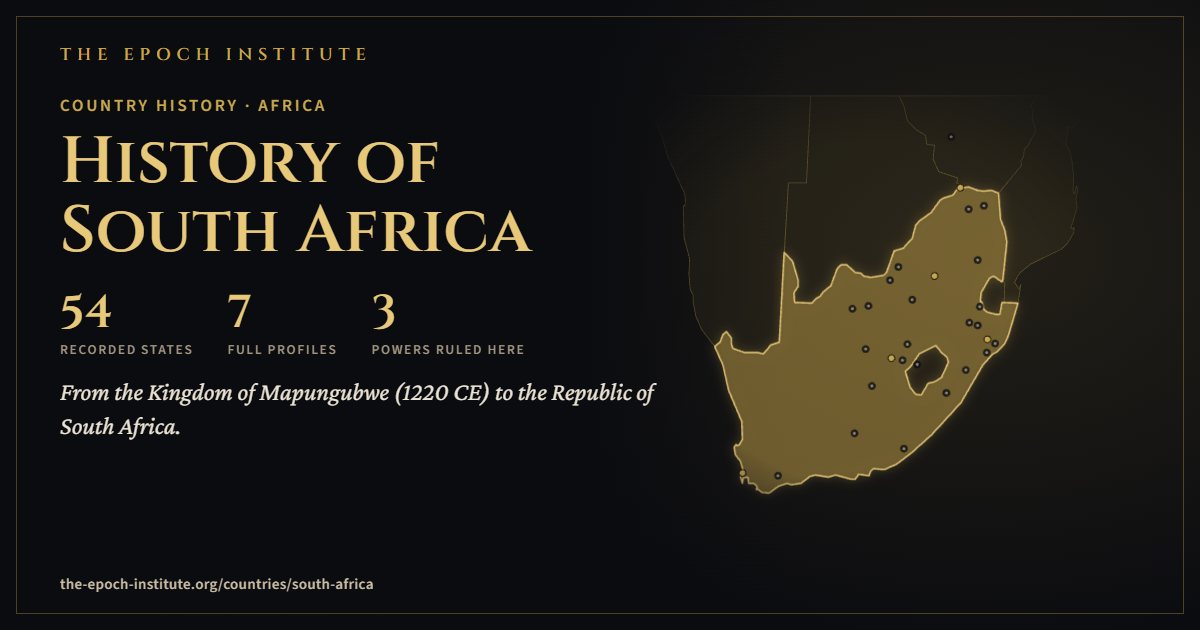 THE EPOCH INSTITUTE
COUNTRY HISTORY · AFRICA
HISTORY OF
SOUTH AFRICA
54 7 3
RECORDED STATES FULL PROFILES POWERS RULED HERE
From the Kingdom of Mapungubwe (1220 CE) to the Republic of
South Africa.
the-epoch-institute.org/countries/south-africa